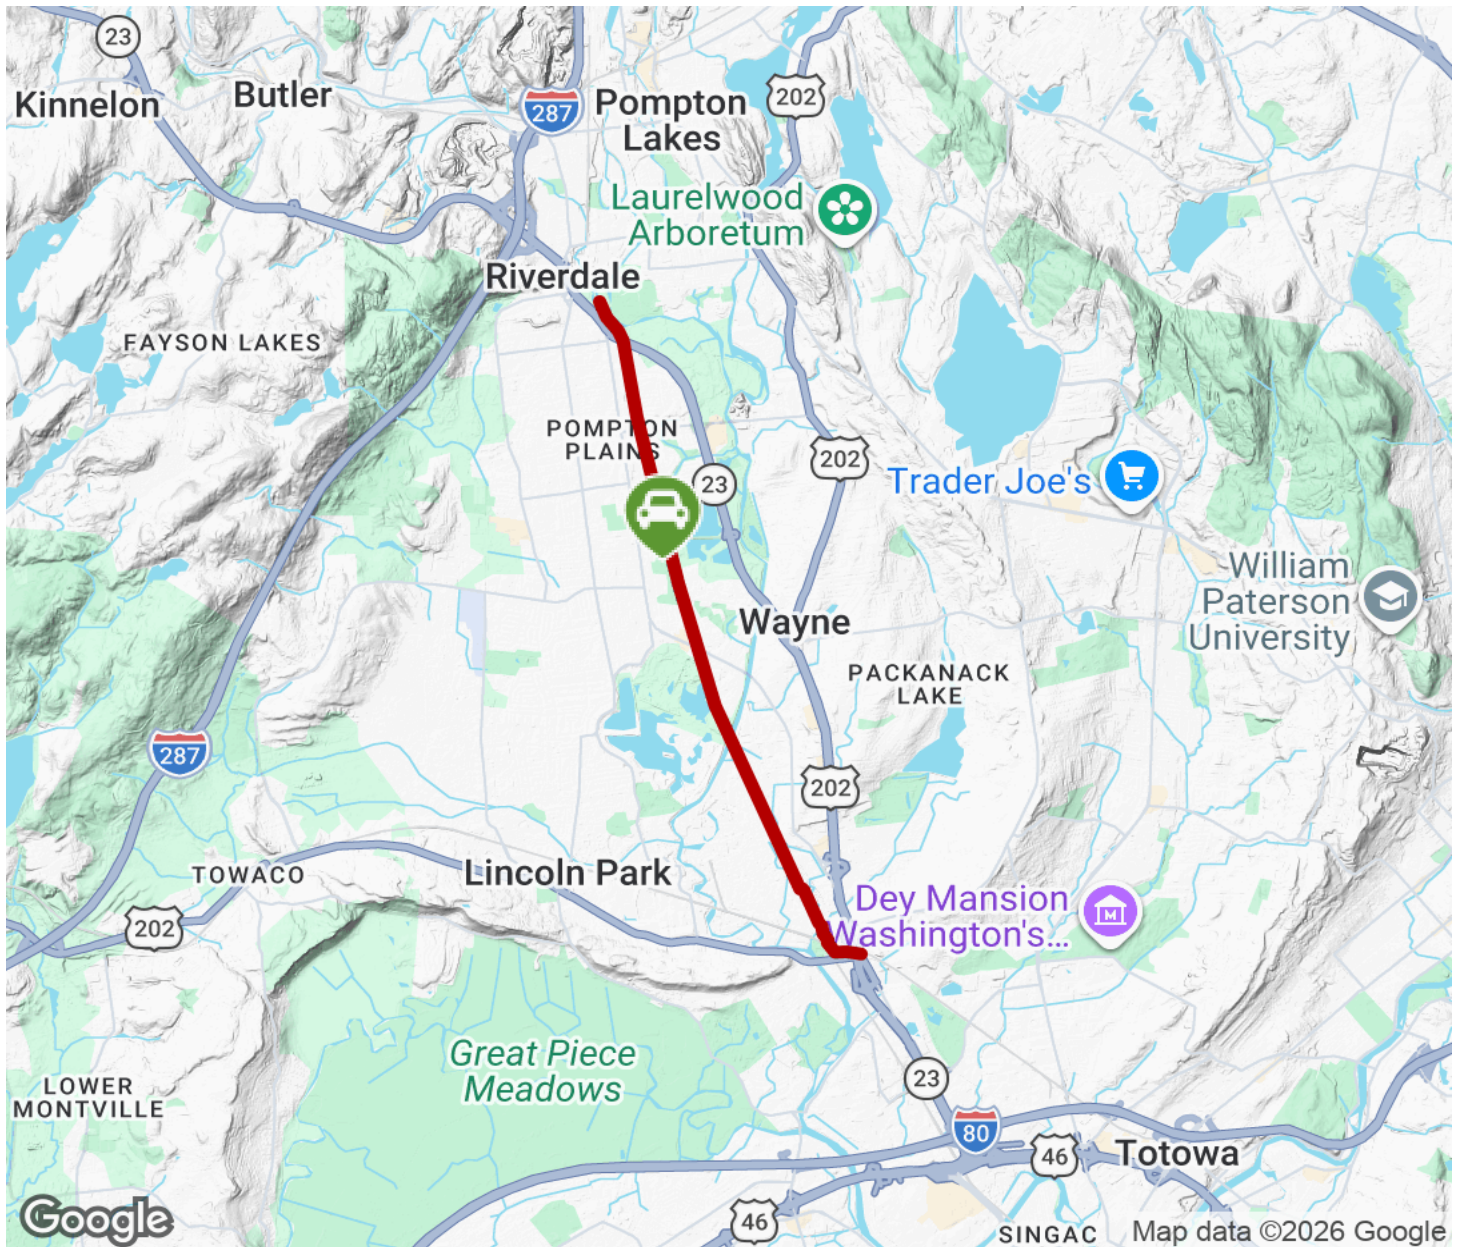 23
Kinnelon
Butler
287
Pompton
Lakes
202
Laurelwood
Arboretum
Riverdale
FAYSON LAKES
POMPTON
PLAINS
23
202
Trader Joe's
William
Paterson
University
Wayne
PACKANACK
LAKE
287
202
TOWACO
Lincoln Park
202
Dey Mansion
Washington's...
M
Great Piece
Meadows
LOWER
MONTVILLE
23
80
46
Totowa
46
SINGAC
Google
Map data ©2026 Google